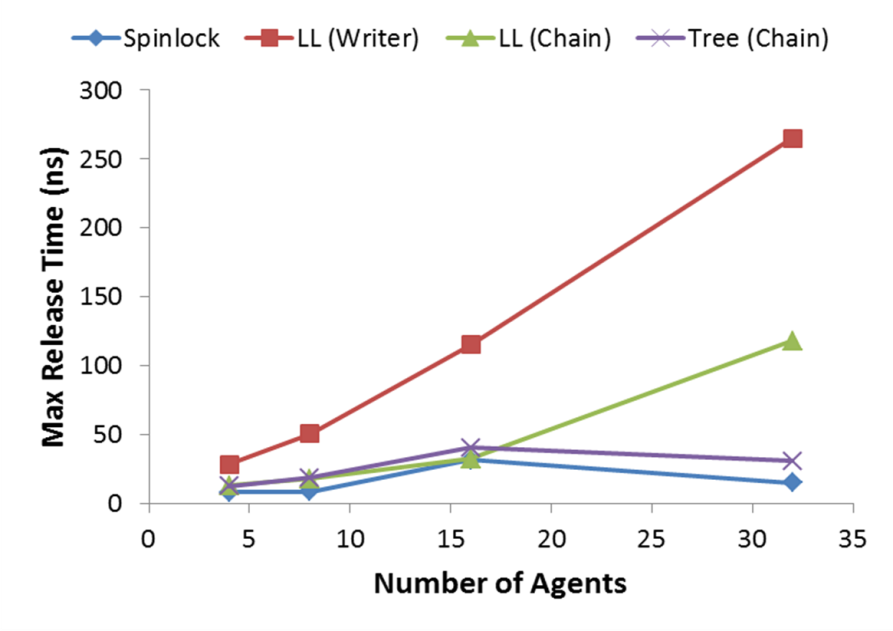 Spinlock LL (Writer) LL (Chain) Tree (Chain)
300
250
200
150
100
50
0
Max Release Time (ns)
0 5 10 15 20 25 30 35
Number of Agents